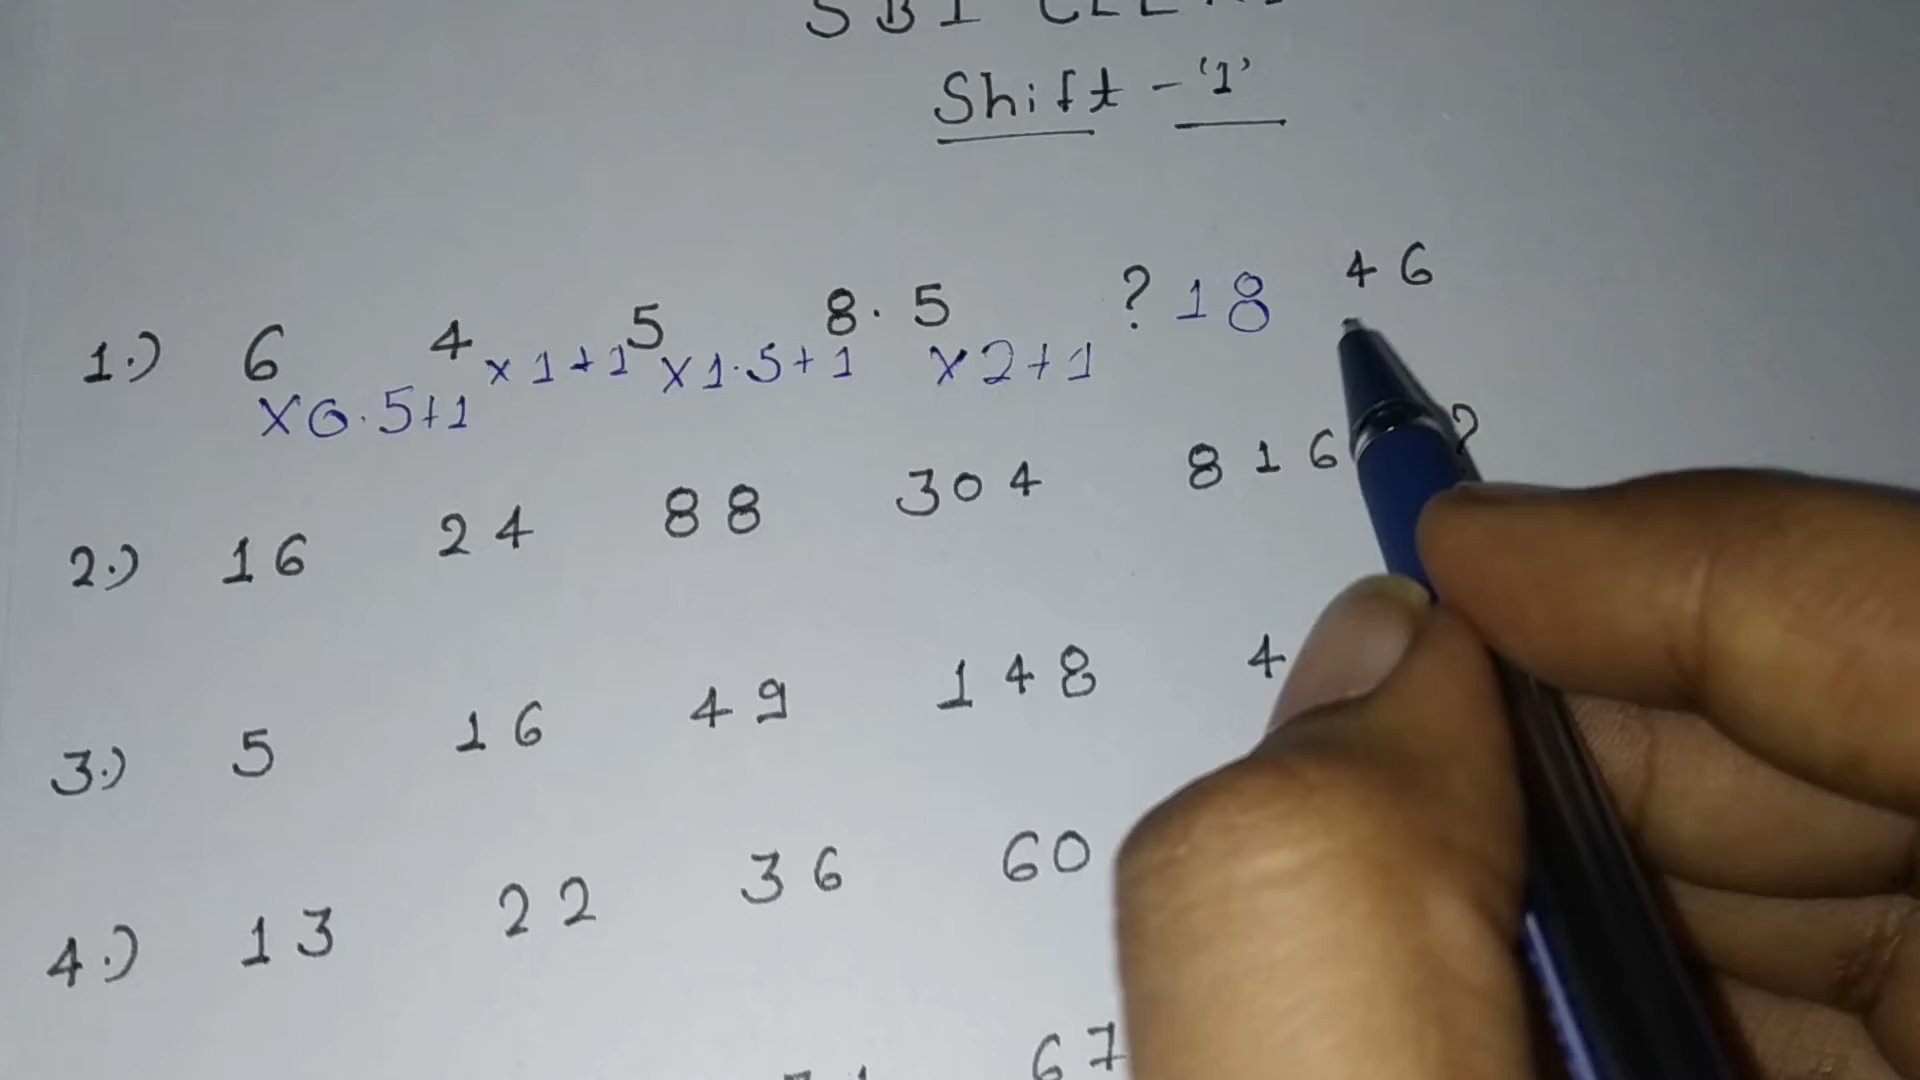 SBI CLE
Shift - '1'
1.) 6 4 5 8.5 ? 18 46
×0.5+1 ×1+1 ×1.5+1 ×2+1
2.) 16 24 88 304 816 ?
3.) 5 16 49 148 4
4.) 13 22 36 60
67